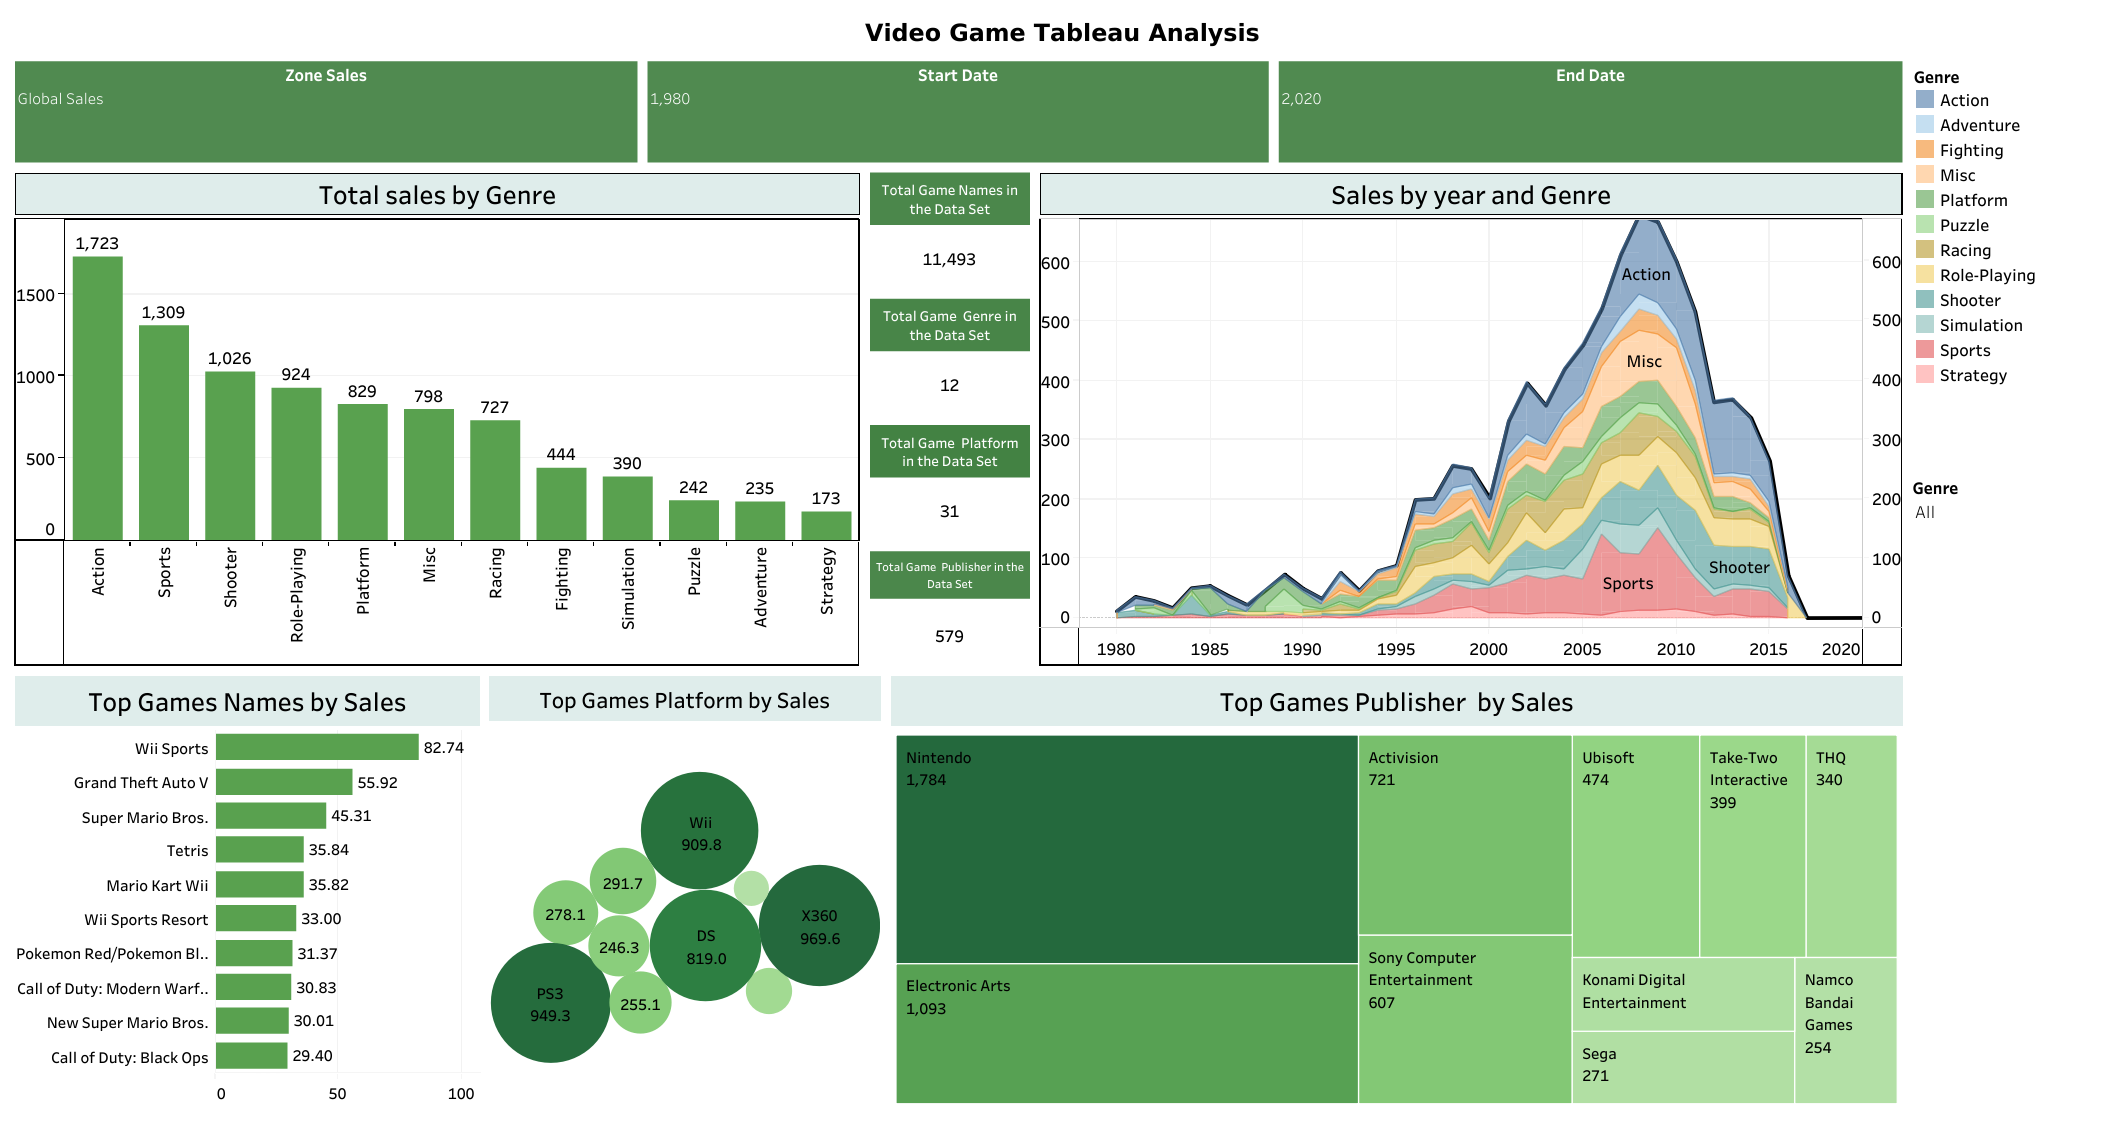 Video Game Tableau Analysis
Zone Sales
Global Sales
Start Date
1,980
End Date
2,020
Genre
Action
Adventure
Fighting
Misc
Platform
Puzzle
Racing
Role-Playing
Shooter
Simulation
Sports
Strategy
Genre
All
Total sales by Genre
1500
1000
500
0
1,723
1,309
1,026
924
829
798
727
444
390
242
235
173
Action
Sports
Shooter
Role-Playing
Platform
Misc
Racing
Fighting
Simulation
Puzzle
Adventure
Strategy
Total Game Names in
the Data Set
11,493
Total Game Genre in
the Data Set
12
Total Game Platform
in the Data Set
31
Total Game Publisher in the
Data Set
579
Sales by year and Genre
600
500
400
300
200
100
0
Action
Misc
Sports
Shooter
600
500
400
300
200
100
0
1980
1985
1990
1995
2000
2005
2010
2015
2020
Top Games Names by Sales
Wii Sports 82.74
Grand Theft Auto V 55.92
Super Mario Bros. 45.31
Tetris 35.84
Mario Kart Wii 35.82
Wii Sports Resort 33.00
Pokemon Red/Pokemon Bl.. 31.37
Call of Duty: Modern Warf.. 30.83
New Super Mario Bros. 30.01
Call of Duty: Black Ops 29.40
0 50 100
Top Games Platform by Sales
Wii
909.8
291.7
278.1
246.3
DS
819.0
X360
969.6
PS3
949.3
255.1
Top Games Publisher by Sales
Nintendo
1,784
Electronic Arts
1,093
Activision
721
Sony Computer
Entertainment
607
Ubisoft
474
Take-Two
Interactive
399
THQ
340
Konami Digital
Entertainment
Sega
271
Namco
Bandai
Games
254